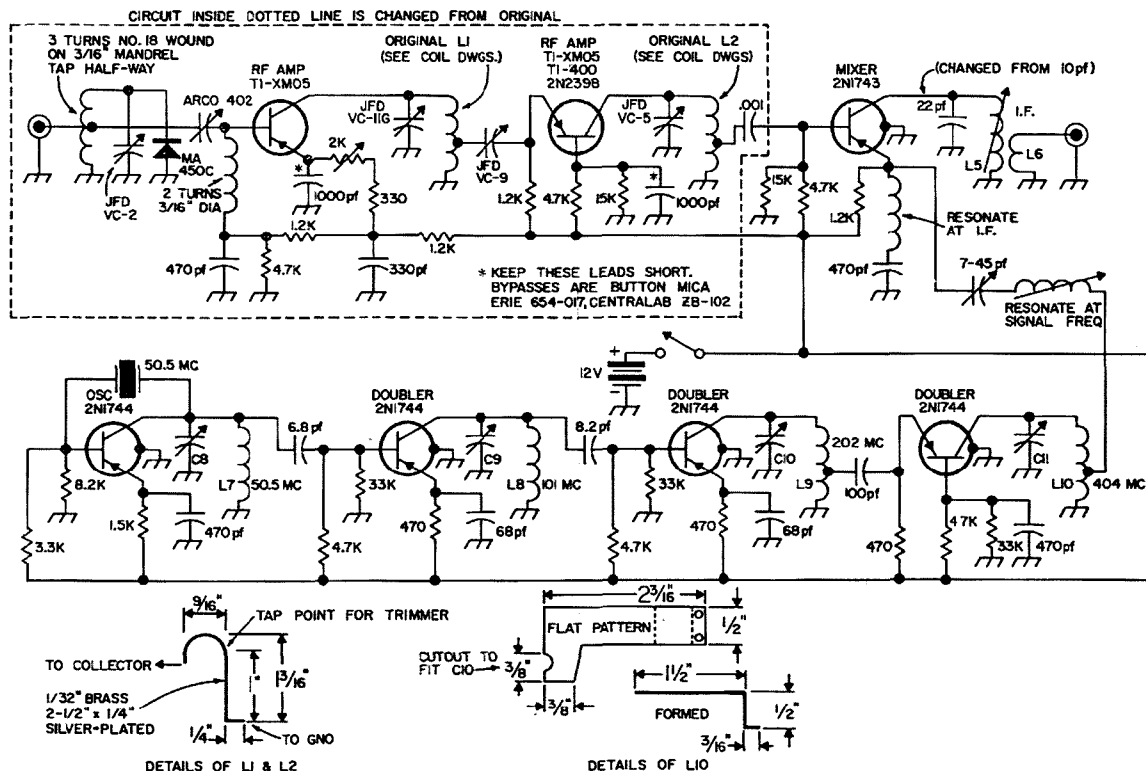 CIRCUIT INSIDE DOTTED LINE IS CHANGED FROM ORIGINAL
3 TURNS NO. 18 WOUND
ON 3/16" MANDREL
TAP HALF-WAY
ARCO 402
RF AMP
TI-XM05
ORIGINAL L1
(SEE COIL DWGS.)
RF AMP
TI-XM05
TI-400
2N2398
ORIGINAL L2
(SEE COIL DWGS)
MIXER
2N1743
(CHANGED FROM 10pf)
JFD
VC-11G
JFD
VC-5
.001
22pf
I.F.
L5
L6
MA
450C
JFD
VC-2
2 TURNS
3/16" DIA
2K
*
1000pf
330
JFD
VC-9
1.2K
4.7K
15K
*
1000pf
15K
4.7K
1.2K
RESONATE
AT I.F.
1.2K
1.2K
470pf
4.7K
330pf
470pf
* KEEP THESE LEADS SHORT.
BYPASSES ARE BUTTON MICA
ERIE 654-017, CENTRALAB ZB-102
7-45pf
RESONATE AT
SIGNAL FREQ
50.5 MC
OSC
2N1744
DOUBLER
2N1744
+
12V
-
DOUBLER
2N1744
DOUBLER
2N1744
6.8pf
8.2pf
202 MC
C8
C9
C10
C11
L7
50.5MC
L8
101 MC
L9
100pf
L10
404 MC
8.2K
33K
33K
3.3K
1.5K
470pf
4.7K
470
68pf
4.7K
470
68pf
470
4.7K
33K
470pf
9/16"
TAP POINT FOR TRIMMER
TO COLLECTOR
1"
1 3/16"
1/32" BRASS
2-1/2" x 1/4"
SILVER-PLATED
1/4"
TO GND
DETAILS OF L1 & L2
2 3/16"
FLAT PATTERN
1/2"
CUTOUT TO
FIT C10
3/8"
3/8"
1 1/2"
FORMED
1/2"
3/16"
DETAILS OF L10